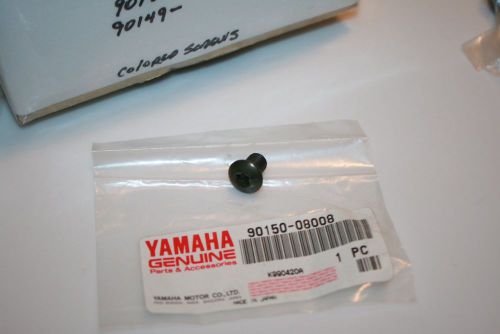 90149-
COLORED SCREWS
90150-08008
YAMAHA
GENUINE
Parts & Accessories
1 PC
K990420A
YAMAHA MOTOR CO., LTD.
MADE IN JAPAN